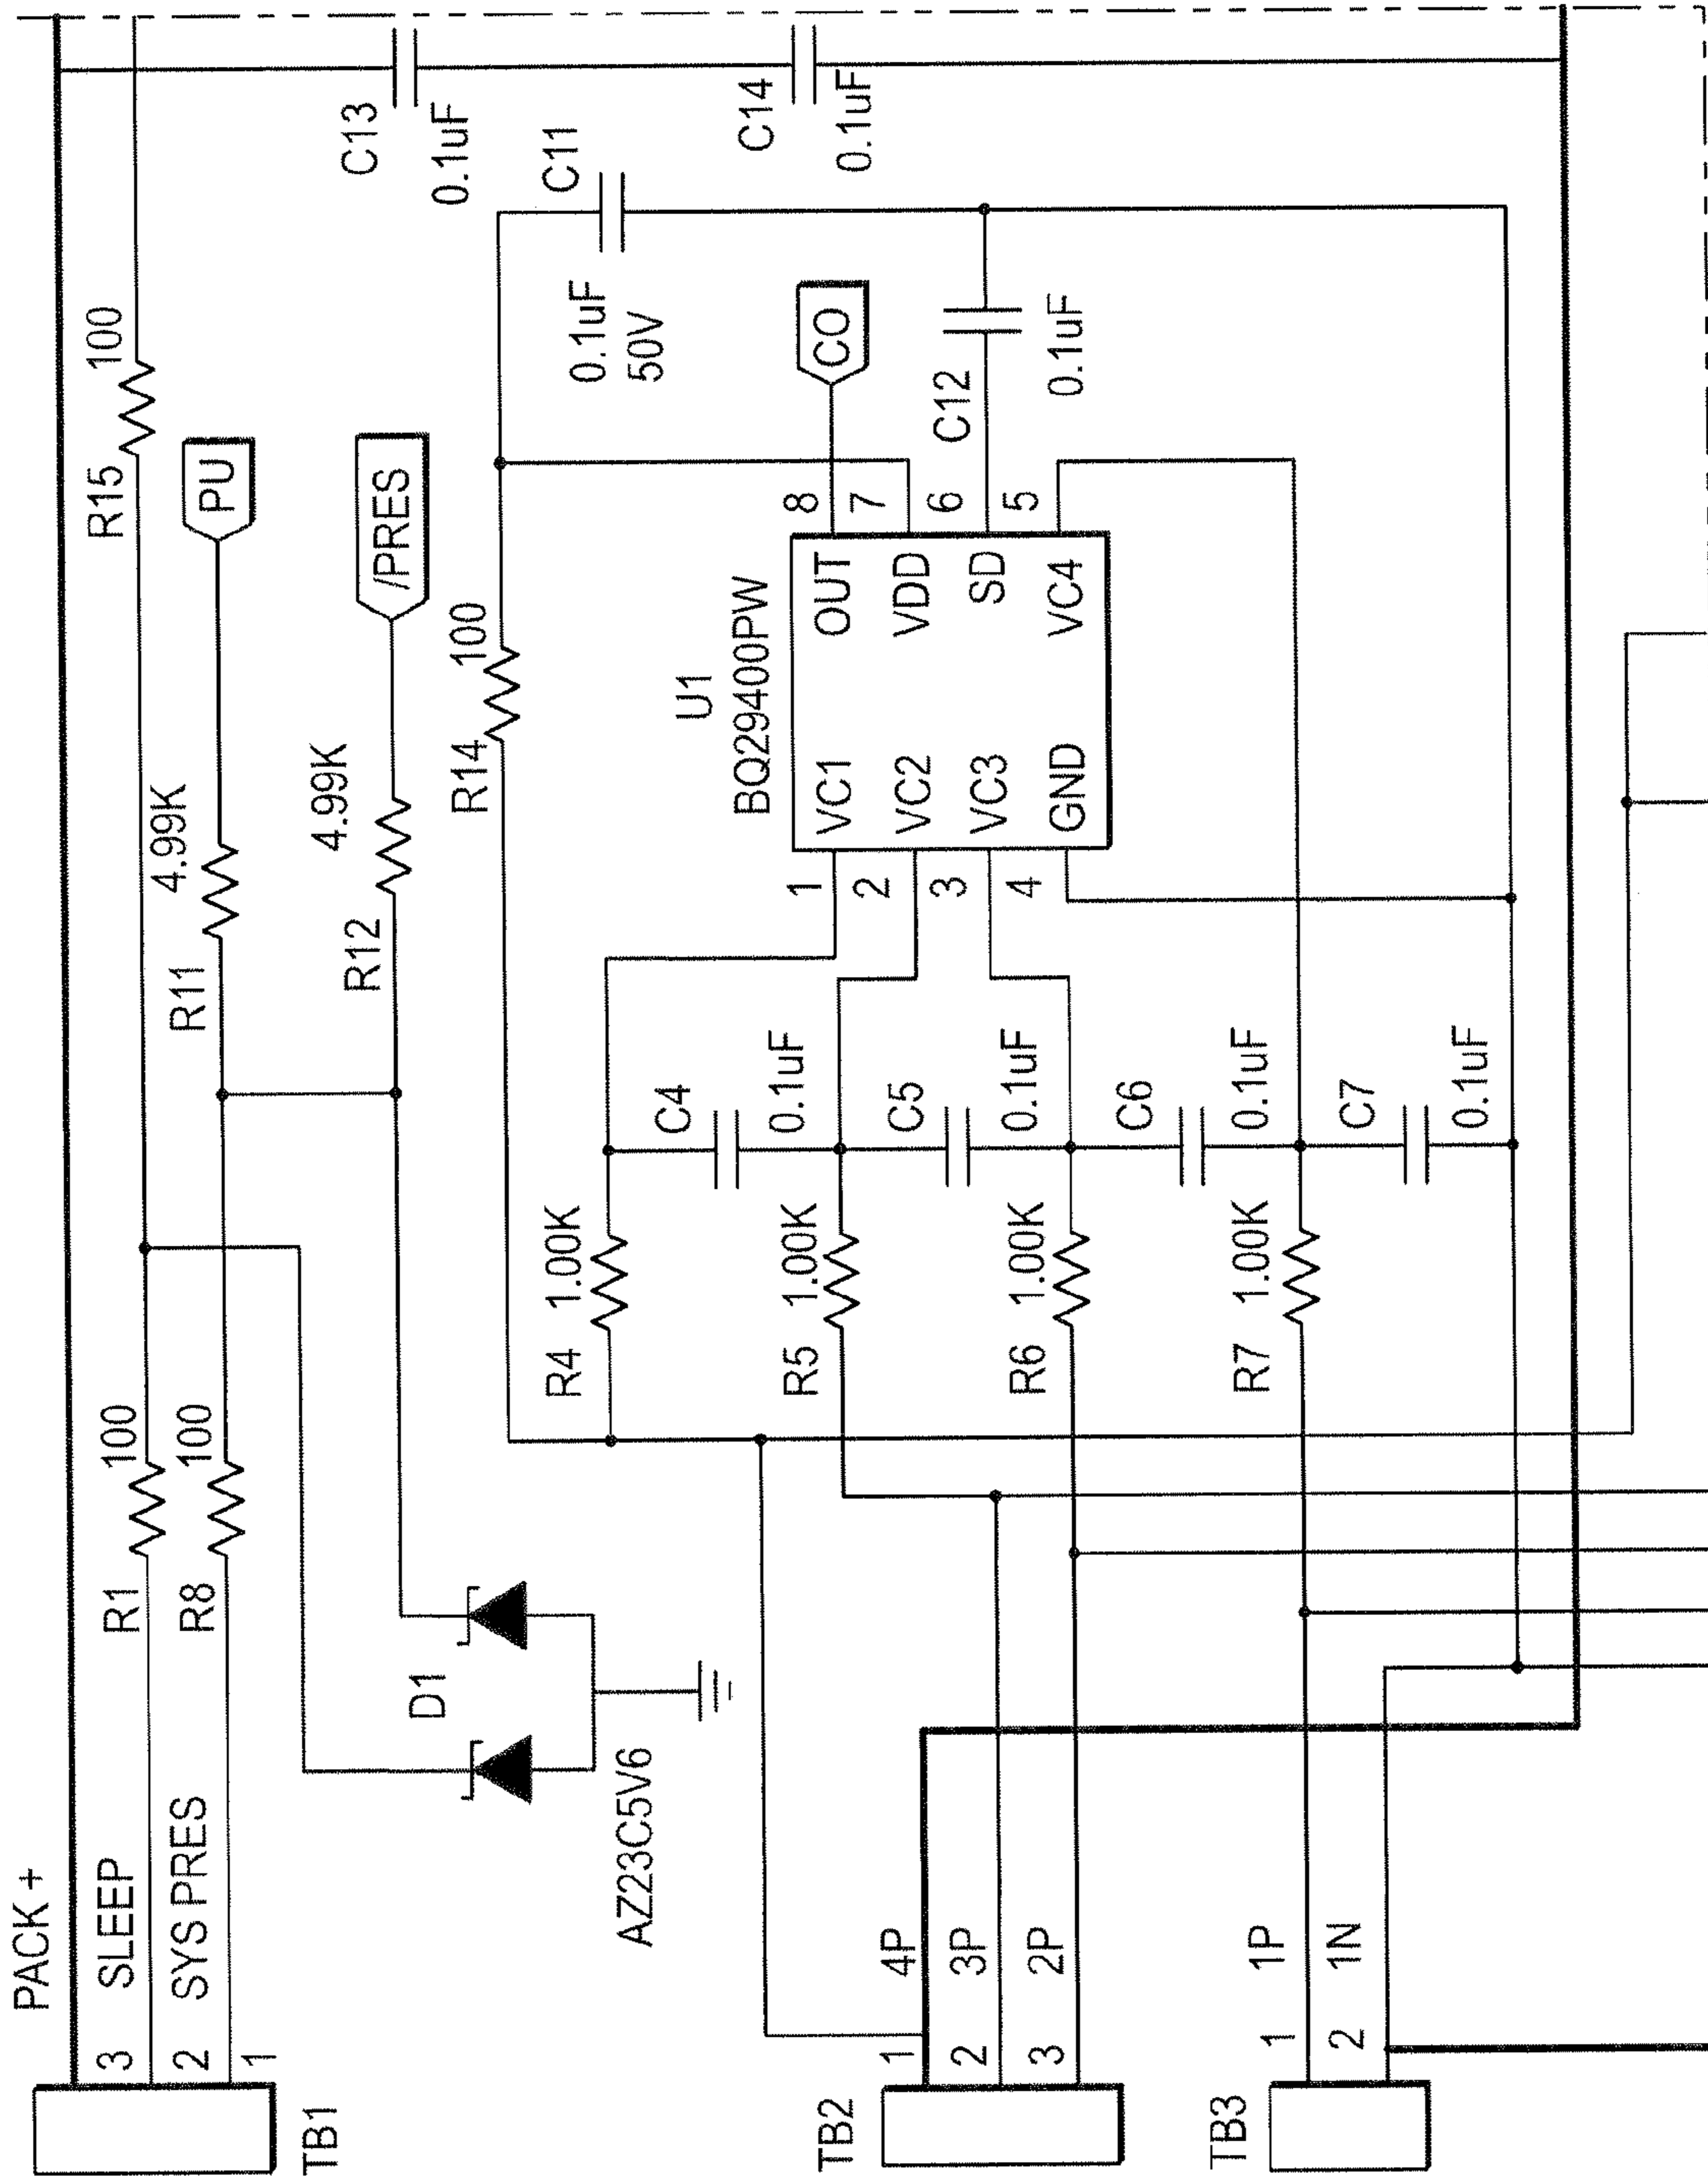 PACK +
3 SLEEP
2 SYS PRES
1
TB1
R1 100
R8 100
R15 100
R11 4.99K
PU
R12 4.99K
/PRES
D1
AZ23C5V6
C13
0.1uF
C14
0.1uF
R14 100
C11
0.1uF
50V
U1
BQ29400PW
VC1
VC2
VC3
GND
OUT
VDD
SD
VC4
1
2
3
4
8
7
6
5
CO
C12
0.1uF
R4 1.00K
C4
0.1uF
R5 1.00K
C5
0.1uF
R6 1.00K
C6
0.1uF
R7 1.00K
C7
0.1uF
TB2
1 4P
2 3P
3 2P
TB3
1 1P
2 1N